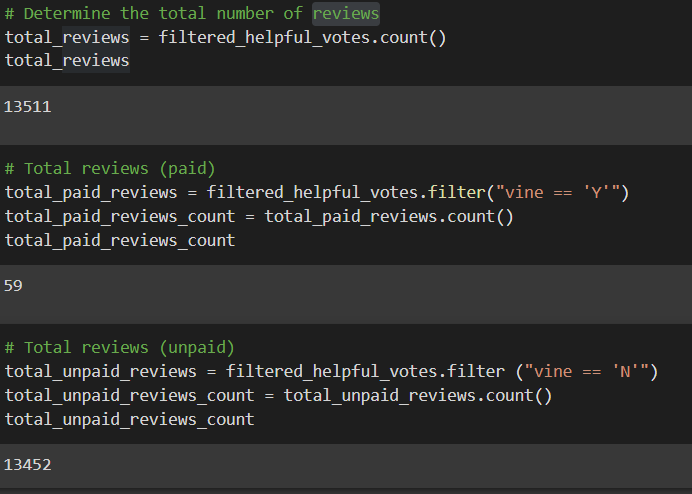 # Determine the total number of reviews
total_reviews = filtered_helpful_votes.count()
total_reviews
13511
# Total reviews (paid)
total_paid_reviews = filtered_helpful_votes.filter("vine == 'Y'")
total_paid_reviews_count = total_paid_reviews.count()
total_paid_reviews_count
59
# Total reviews (unpaid)
total_unpaid_reviews = filtered_helpful_votes.filter ("vine == 'N'")
total_unpaid_reviews_count = total_unpaid_reviews.count()
total_unpaid_reviews_count
13452